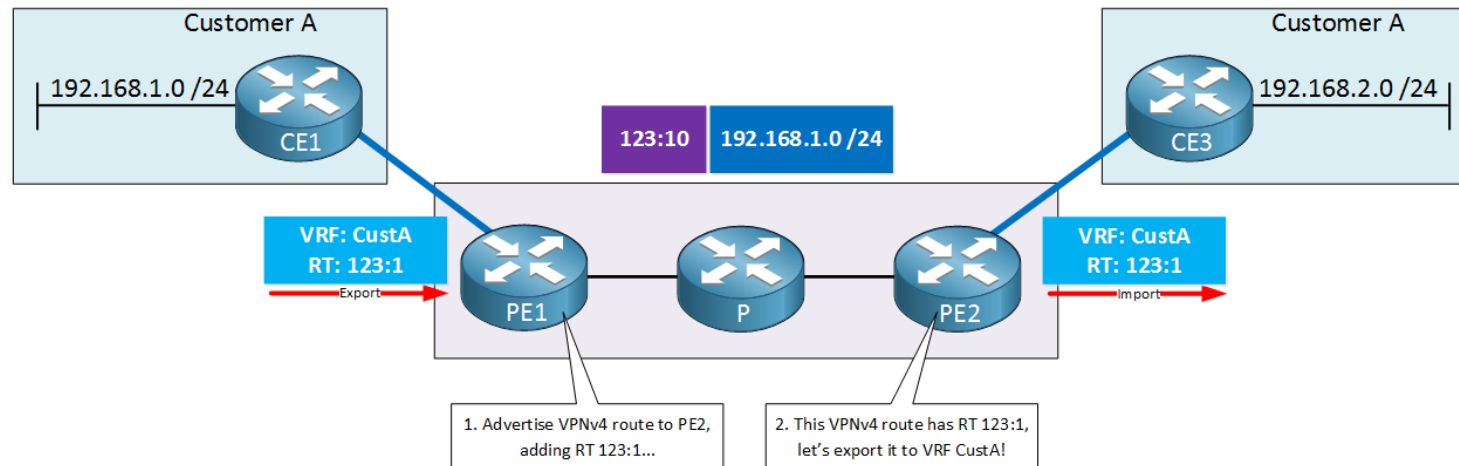 Customer A
192.168.1.0 /24
CE1
Customer A
192.168.2.0 /24
CE3
123:10
192.168.1.0 /24
VRF: CustA
RT: 123:1
Export
PE1
P
PE2
VRF: CustA
RT: 123:1
Import
1. Advertise VPNv4 route to PE2,
adding RT 123:1...
2. This VPNv4 route has RT 123:1,
let's export it to VRF CustA!